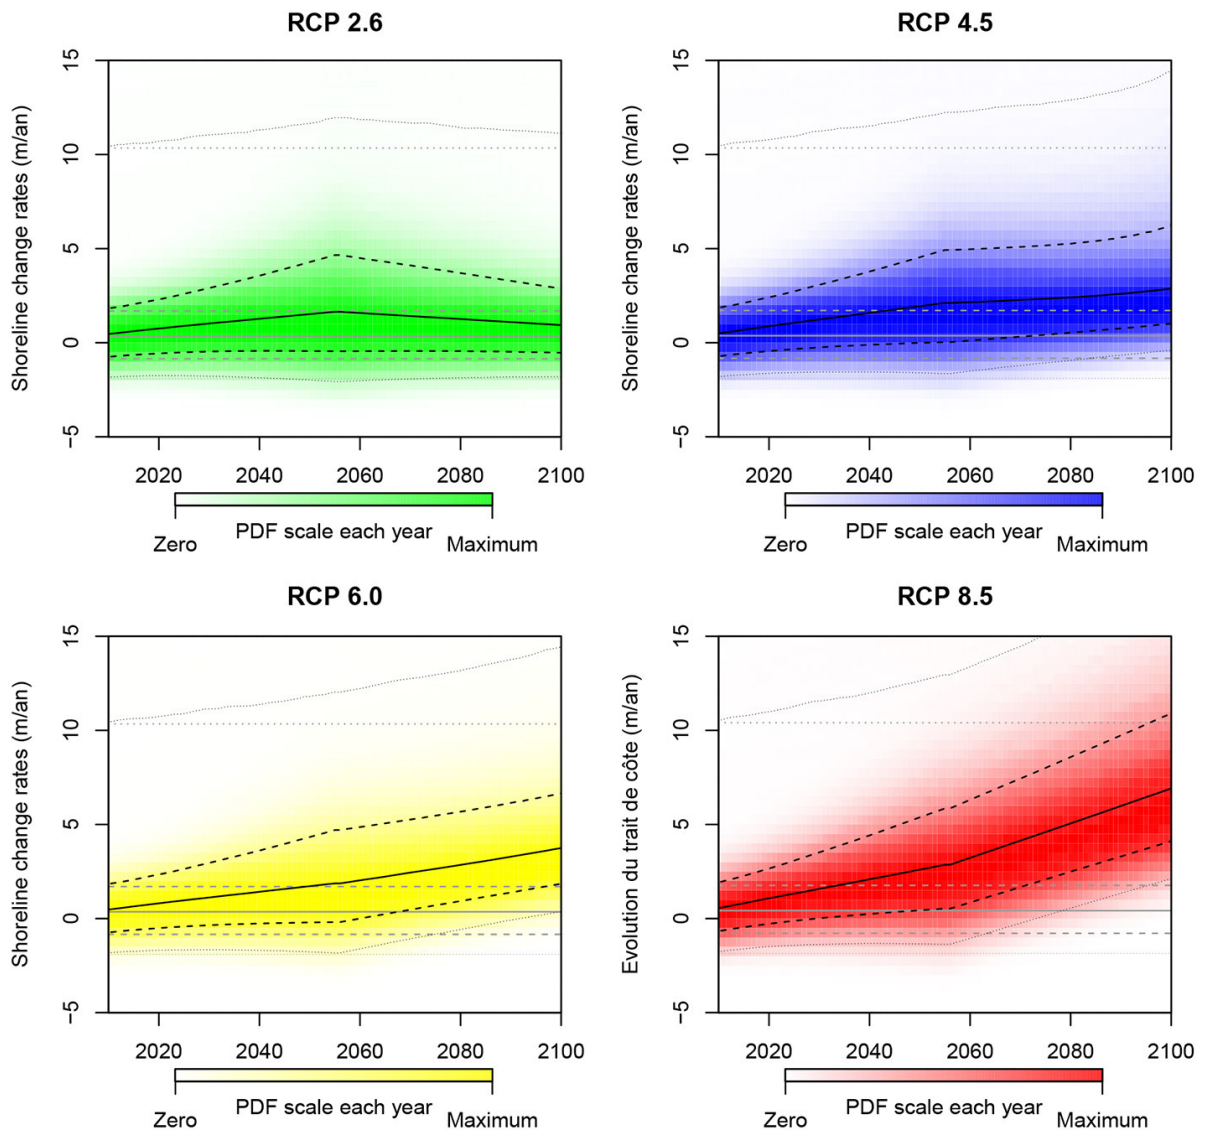 RCP 2.6
Shoreline change rates (m/an)
15
10
5
0
−5
2020 2040 2060 2080 2100
PDF scale each year
Zero Maximum
RCP 4.5
Shoreline change rates (m/an)
15
10
5
0
−5
2020 2040 2060 2080 2100
PDF scale each year
Zero Maximum
RCP 6.0
Shoreline change rates (m/an)
15
10
5
0
−5
2020 2040 2060 2080 2100
PDF scale each year
Zero Maximum
RCP 8.5
Evolution du trait de côte (m/an)
15
10
5
0
−5
2020 2040 2060 2080 2100
PDF scale each year
Zero Maximum